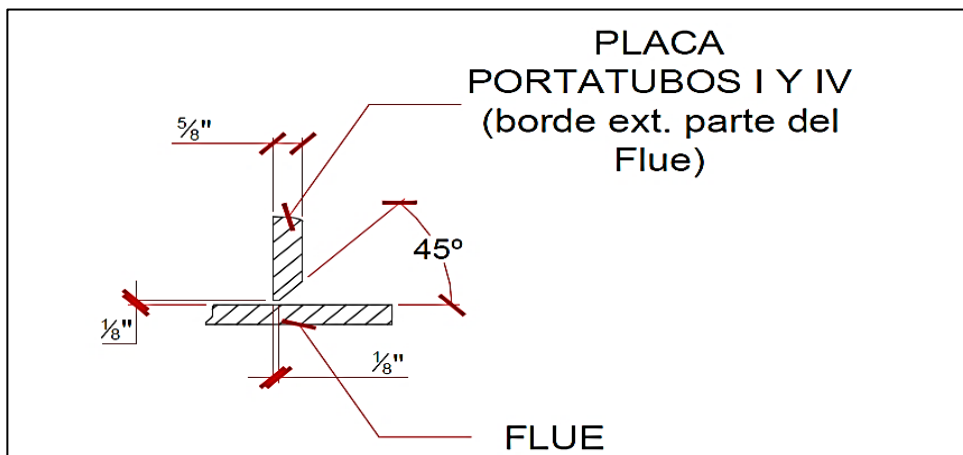 PLACA
PORTATUBOS I Y IV
(borde ext. parte del
Flue)
⅝"
45º
⅛"
⅛"
FLUE